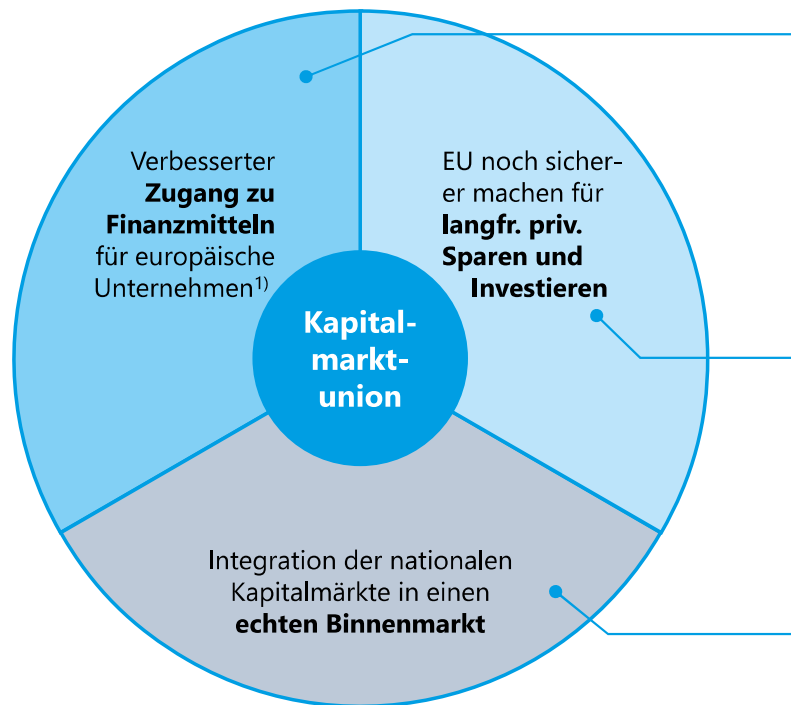 Verbesserter
Zugang zu
Finanzmitteln
für europäische
Unternehmen1)
EU noch sicher-
er machen für
langfr. priv.
Sparen und
Investieren
Kapital-
markt-
union
Integration der nationalen
Kapitalmärkte in einen
echten Binnenmarkt